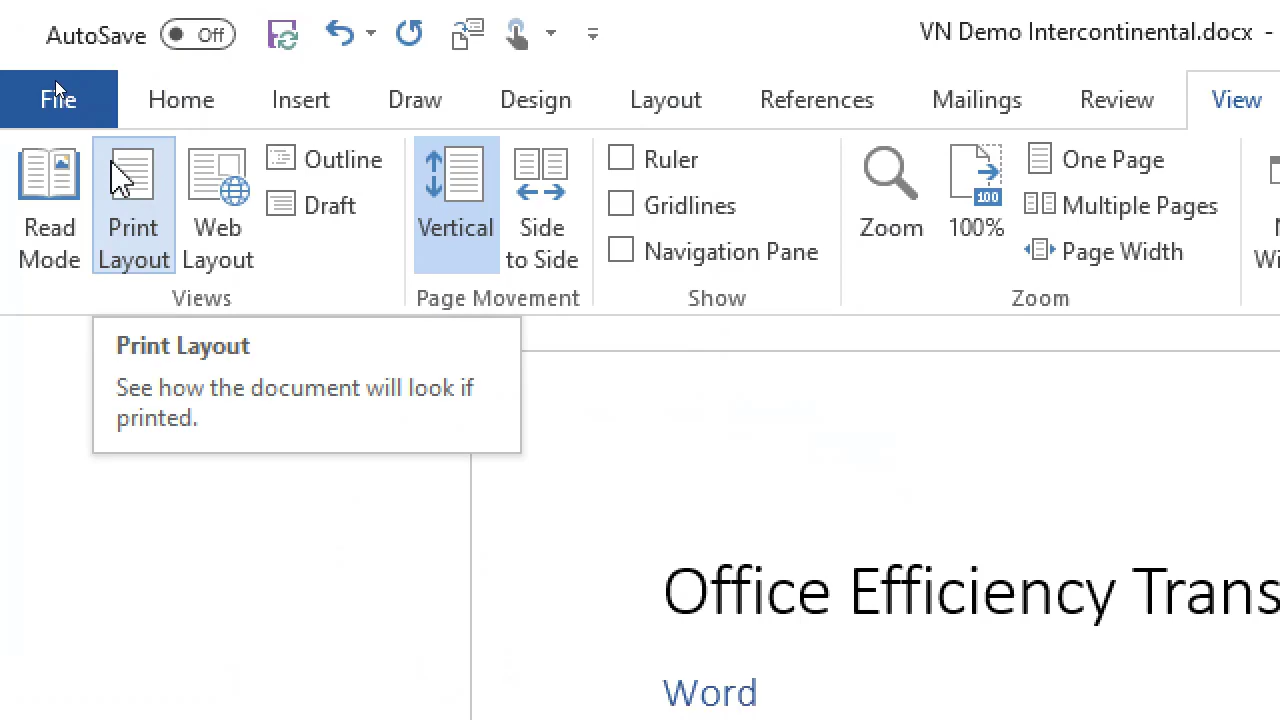 AutoSave Off VN Demo Intercontinental.docx -
File Home Insert Draw Design Layout References Mailings Review View
Read Mode
Print Layout
Web Layout
Outline
Draft
Views
Vertical
Side to Side
Page Movement
Ruler
Gridlines
Navigation Pane
Show
Zoom
100
100%
One Page
Multiple Pages
Page Width
Zoom
Print Layout
See how the document will look if
printed.
Office Efficiency Trans
Word